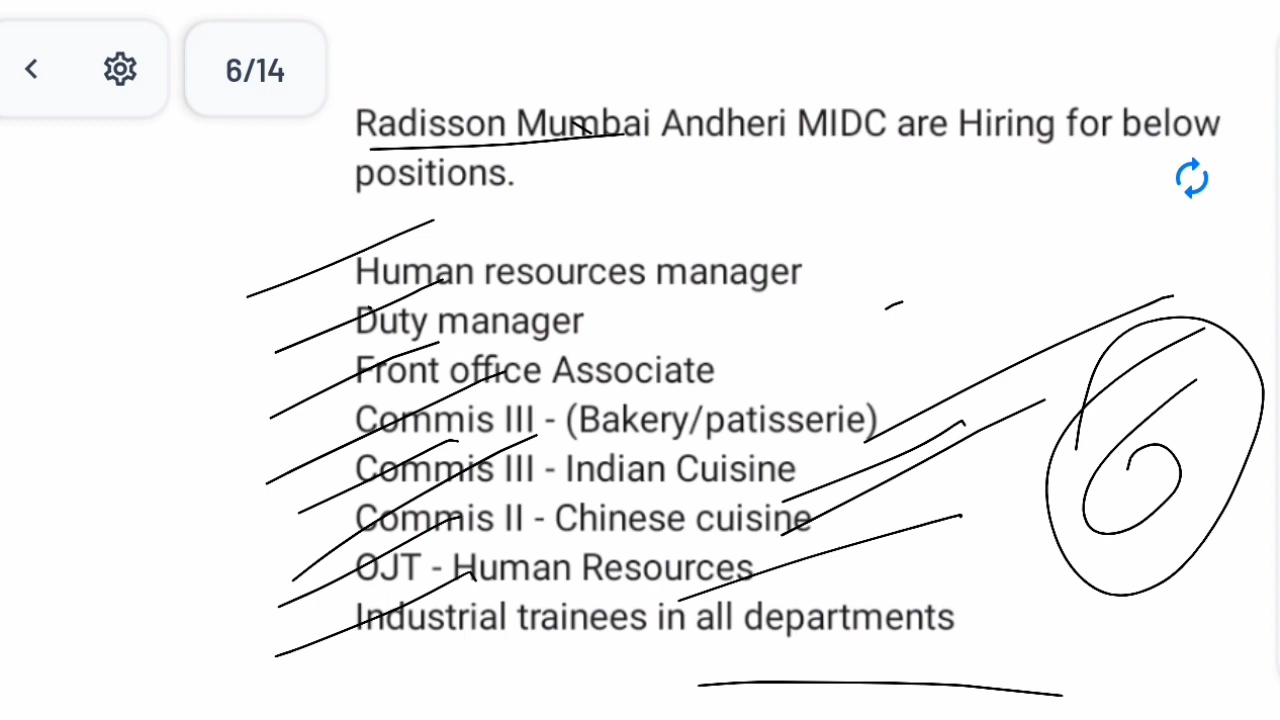 6/14
Radisson Mumbai Andheri MIDC are Hiring for below
positions.
Human resources manager
Duty manager
Front office Associate
Commis III - (Bakery/patisserie)
Commis III - Indian Cuisine
Commis II - Chinese cuisine
OJT - Human Resources
Industrial trainees in all departments
6